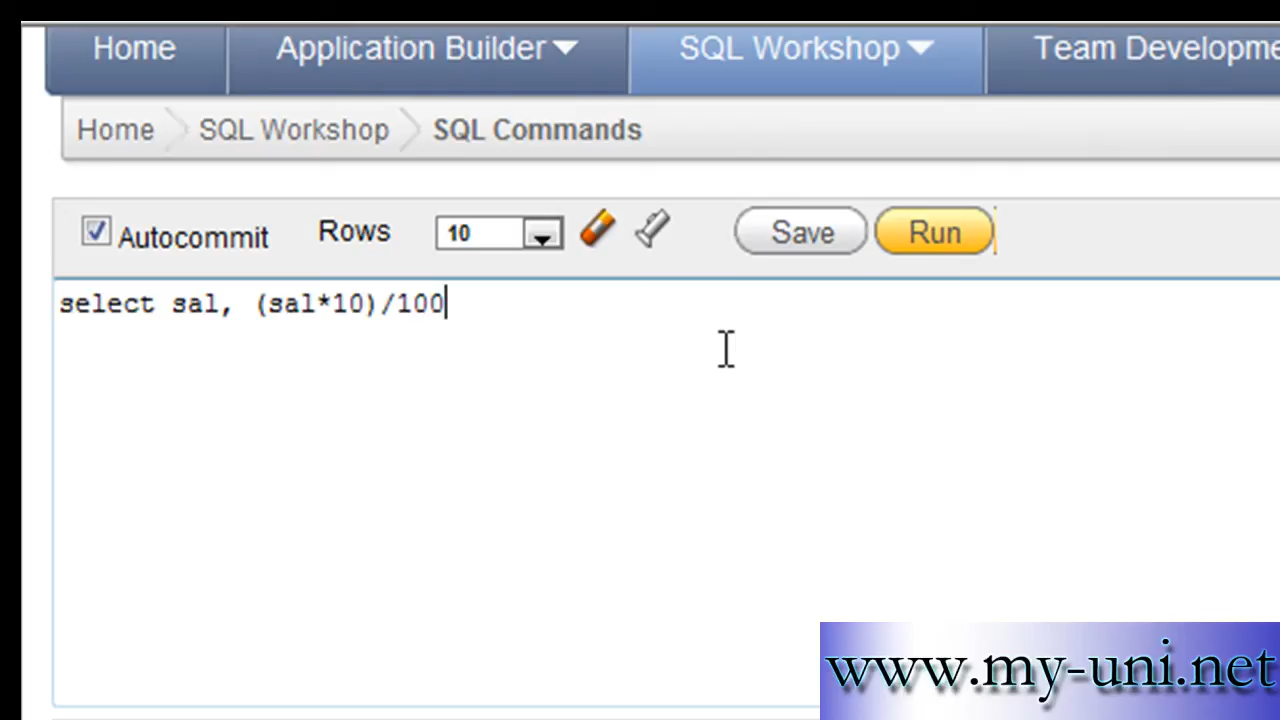 Home Application Builder SQL Workshop Team Developme
Home SQL Workshop SQL Commands
Autocommit Rows 10 Save Run
select sal, (sal*10)/100
www.my-uni.net